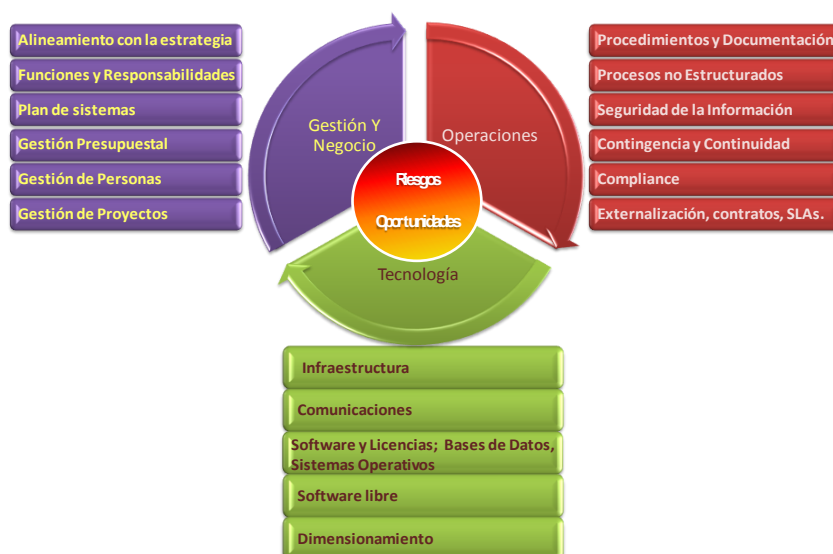 Alineamiento con la estrategia
Funciones y Responsabilidades
Plan de sistemas
Gestión Presupuestal
Gestión de Personas
Gestión de Proyectos
Gestión Y
Negocio
Operaciones
Riesgos
Oportunidades
Tecnología
Procedimientos y Documentación
Procesos no Estructurados
Seguridad de la Información
Contingencia y Continuidad
Compliance
Externalización, contratos, SLAs.
Infraestructura
Comunicaciones
Software y Licencias; Bases de Datos,
Sistemas Operativos
Software libre
Dimensionamiento